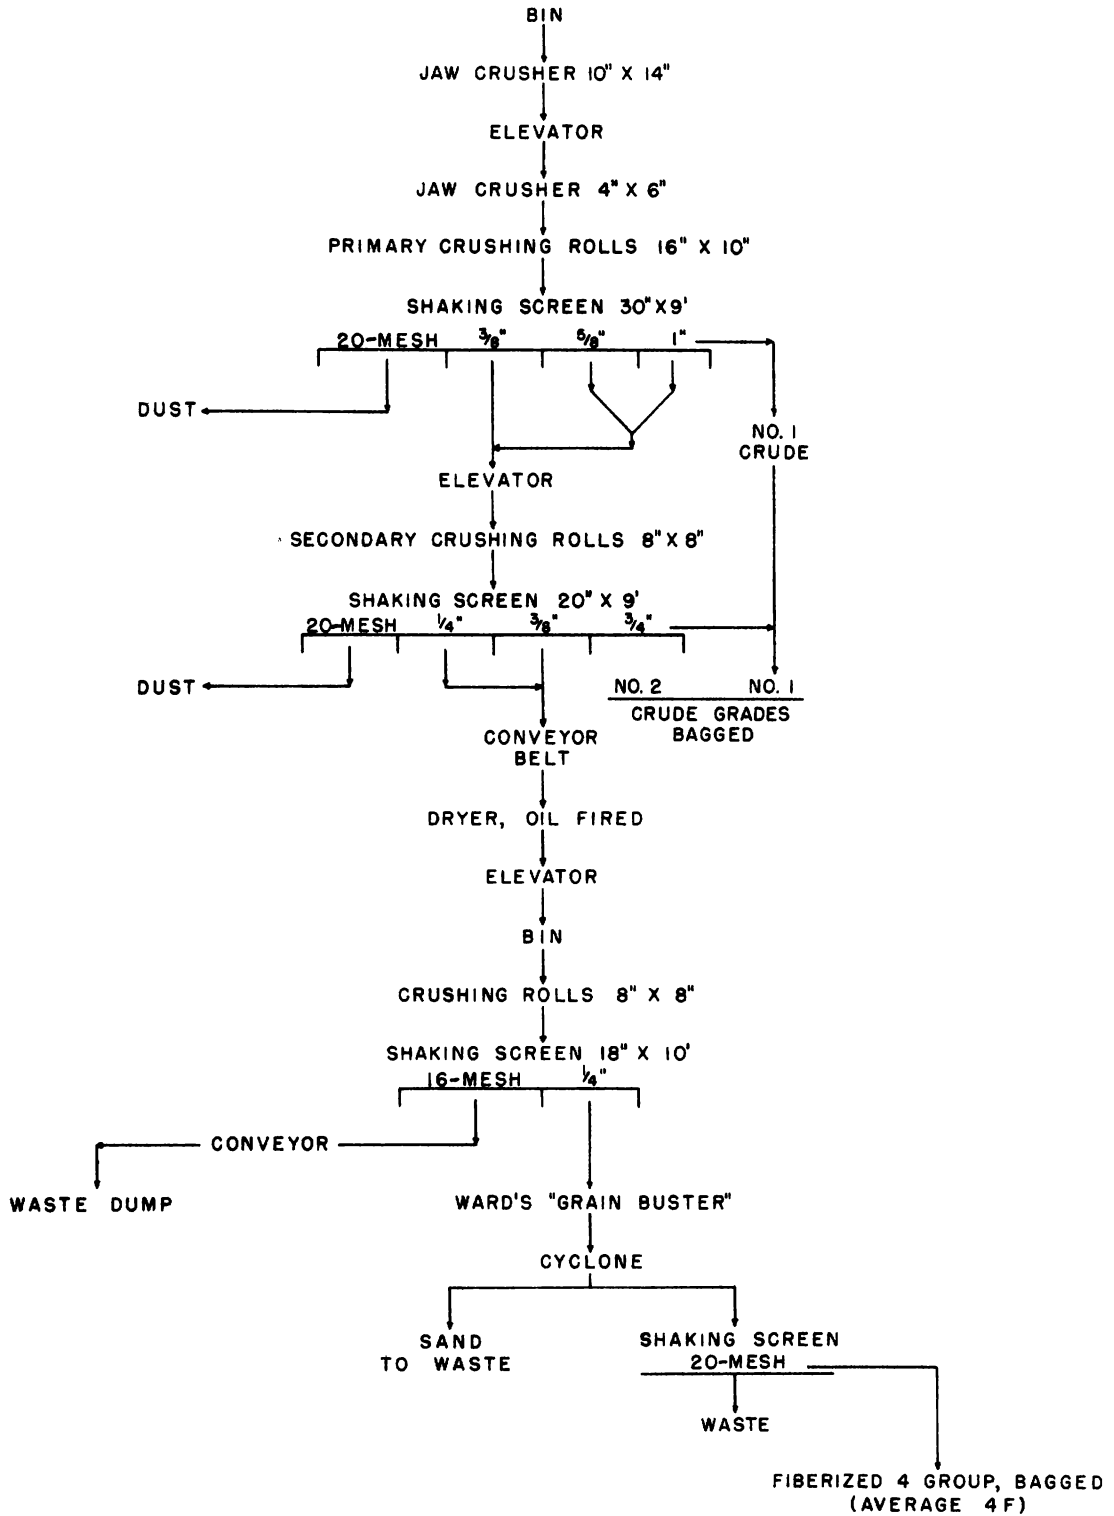 BIN
JAW CRUSHER 10" X 14"
ELEVATOR
JAW CRUSHER 4" X 6"
PRIMARY CRUSHING ROLLS 16" X 10"
SHAKING SCREEN 30" X 9'
20-MESH 3/8" 5/8" 1"
DUST
NO. 1
CRUDE
ELEVATOR
SECONDARY CRUSHING ROLLS 8" X 8"
SHAKING SCREEN 20" X 9'
20-MESH 1/4" 3/8" 3/4"
DUST
NO. 2 NO. 1
CRUDE GRADES
BAGGED
CONVEYOR
BELT
DRYER, OIL FIRED
ELEVATOR
BIN
CRUSHING ROLLS 8" X 8"
SHAKING SCREEN 18" X 10'
16-MESH 1/4"
CONVEYOR
WASTE DUMP
WARD'S "GRAIN BUSTER"
CYCLONE
SAND
TO WASTE
SHAKING SCREEN
20-MESH
WASTE
FIBERIZED 4 GROUP, BAGGED
(AVERAGE 4F)